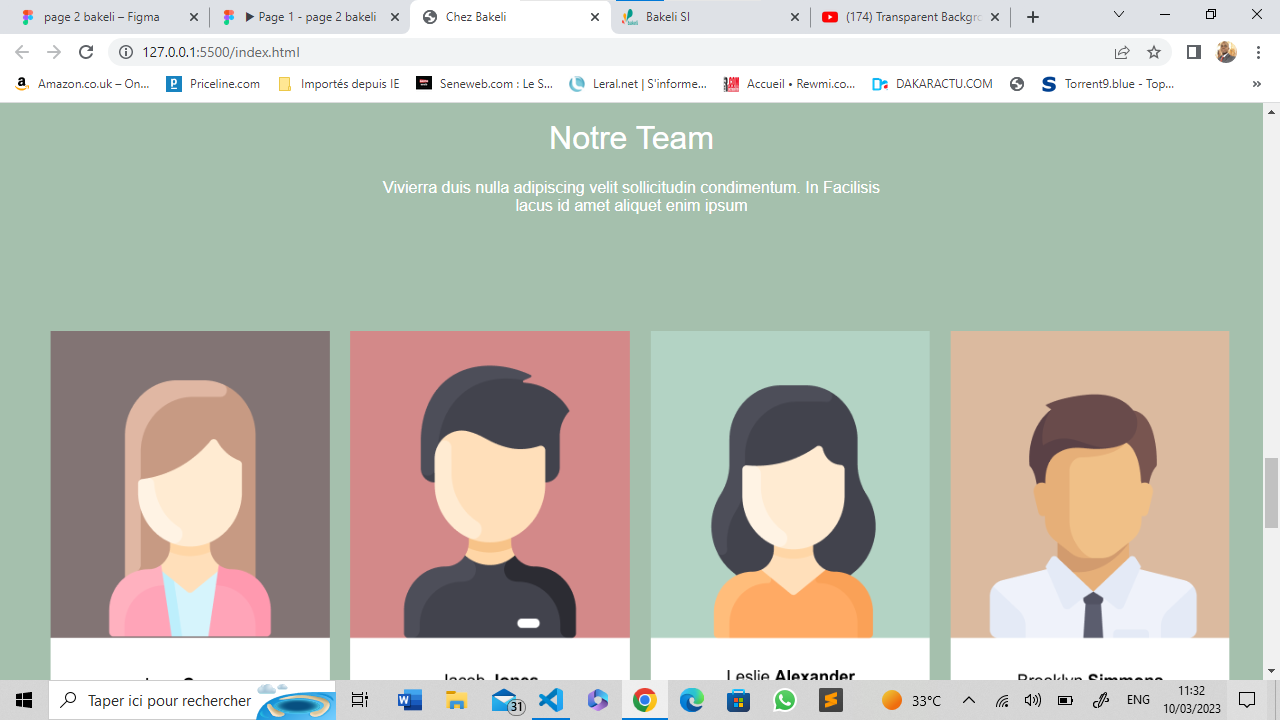 page 2 bakeli – Figma
▶ Page 1 - page 2 bakeli
Chez Bakeli
Bakeli SI
(174) Transparent Backgro
127.0.0.1:5500/index.html
Amazon.co.uk – On...
Priceline.com
Importés depuis IE
Seneweb.com : Le S...
Leral.net | S'informe...
Accueil • Rewmi.co...
DAKARACTU.COM
Torrent9.blue - Top...
»
Notre Team
Vivierra duis nulla adipiscing velit sollicitudin condimentum. In Facilisis
lacus id amet aliquet enim ipsum
Jacob Jones
Leslie Alexander
Brooklyn Simmons
Taper ici pour rechercher
31
33°C
ENG
11:32
10/03/2023